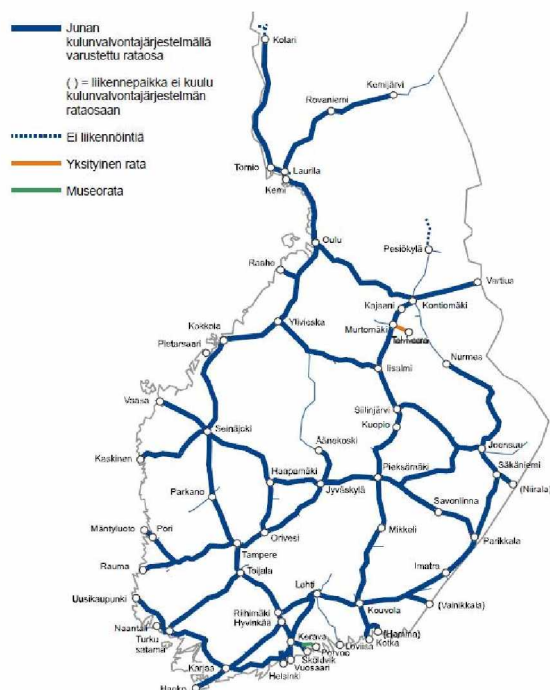 Junan
kulunvalvontajärjestelmällä
varustettu rataosa
( ) = liikennepaikka ei kuulu
kulunvalvontajärjestelmän
rataosaan
Ei liikennöintiä
Yksityinen rata
Museorata
Kolari
Kemijärvi
Rovaniemi
Tornio
Laurila
Kemi
Oulu
Pesiökylä
Raahe
Vartius
Kajaani
Kontiomäki
Ylivieska
Murtomäki
Talvivaara
Kokkola
Pietarsaari
Nurmes
Iisalmi
Vaasa
Siilinjärvi
Kuopio
Seinäjoki
Äänekoski
Joensuu
Kaskinen
Haapamäki
Pieksämäki
Säkäniemi
Jyväskylä
(Niirala)
Parkano
Savonlinna
Mäntyluoto
Pori
Orivesi
Mikkeli
Parikkala
Tampere
Rauma
Toijala
Imatra
Uusikaupunki
Lahti
Kouvola
(Vainikkala)
Riihimäki
Hyvinkää
Naantali
Turku
satama
Kerava
(Hamina)
Kotka
Loviisa
Porvoo
Sköldvik
Karjaa
Vuosaari
Helsinki
Hanko